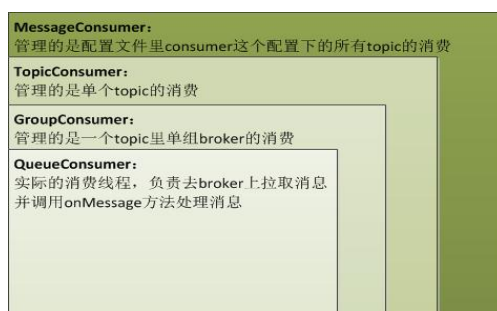 MessageConsumer：
管理的是配置文件里consumer这个配置下的所有topic的消费
TopicConsumer：
管理的是单个topic的消费
GroupConsumer：
管理的是一个topic里单组broker的消费
QueueConsumer：
实际的消费线程，负责去broker上拉取消息
并调用onMessage方法处理消息